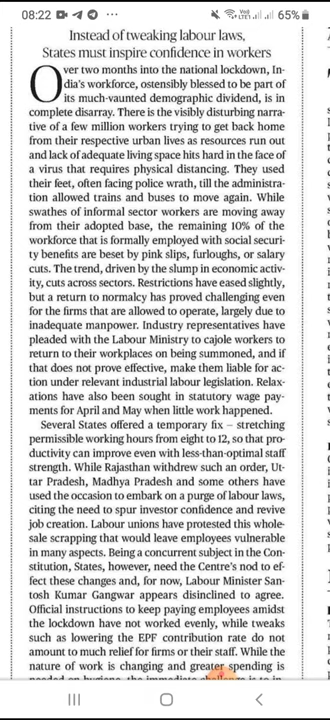 08:22
65%
Instead of tweaking labour laws,
States must inspire confidence in workers
Over two months into the national lockdown, In-
dia's workforce, ostensibly blessed to be part of
its much-vaunted demographic dividend, is in
complete disarray. There is the visibly disturbing narra-
tive of a few million workers trying to get back home
from their respective urban lives as resources run out
and lack of adequate living space hits hard in the face of
a virus that requires physical distancing. They used
their feet, often facing police wrath, till the administra-
tion allowed trains and buses to move again. While
swathes of informal sector workers are moving away
from their adopted base, the remaining 10% of the
workforce that is formally employed with social securi-
ty benefits are beset by pink slips, furloughs, or salary
cuts. The trend, driven by the slump in economic activ-
ity, cuts across sectors. Restrictions have eased slightly,
but a return to normalcy has proved challenging even
for the firms that are allowed to operate, largely due to
inadequate manpower. Industry representatives have
pleaded with the Labour Ministry to cajole workers to
return to their workplaces on being summoned, and if
that does not prove effective, make them liable for ac-
tion under relevant industrial labour legislation. Relax-
ations have also been sought in statutory wage pay-
ments for April and May when little work happened.
Several States offered a temporary fix – stretching
permissible working hours from eight to 12, so that pro-
ductivity can improve even with less-than-optimal staff
strength. While Rajasthan withdrew such an order, Ut-
tar Pradesh, Madhya Pradesh and some others have
used the occasion to embark on a purge of labour laws,
citing the need to spur investor confidence and revive
job creation. Labour unions have protested this whole-
sale scrapping that would leave employees vulnerable
in many aspects. Being a concurrent subject in the Con-
stitution, States, however, need the Centre's nod to ef-
fect these changes and, for now, Labour Minister San-
tosh Kumar Gangwar appears disinclined to agree.
Official instructions to keep paying employees amidst
the lockdown have not worked evenly, while tweaks
such as lowering the EPF contribution rate do not
amount to much relief for firms or their staff. While the
nature of work is changing and greater spending is